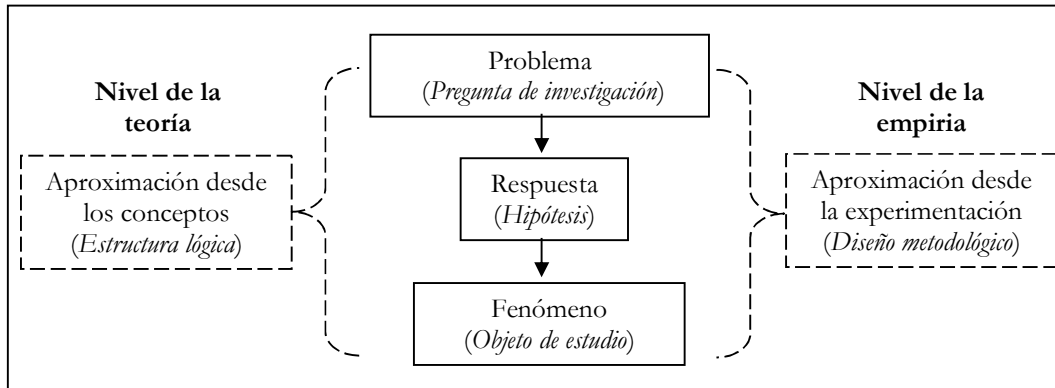 Nivel de la
teoría
Aproximación desde
los conceptos
(Estructura lógica)
Problema
(Pregunta de investigación)
Respuesta
(Hipótesis)
Fenómeno
(Objeto de estudio)
Nivel de la
empiria
Aproximación desde
la experimentación
(Diseño metodológico)